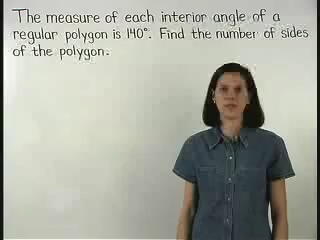 The measure of each interior angle of a
regular polygon is 140°. Find the number of sides
of the polygon.